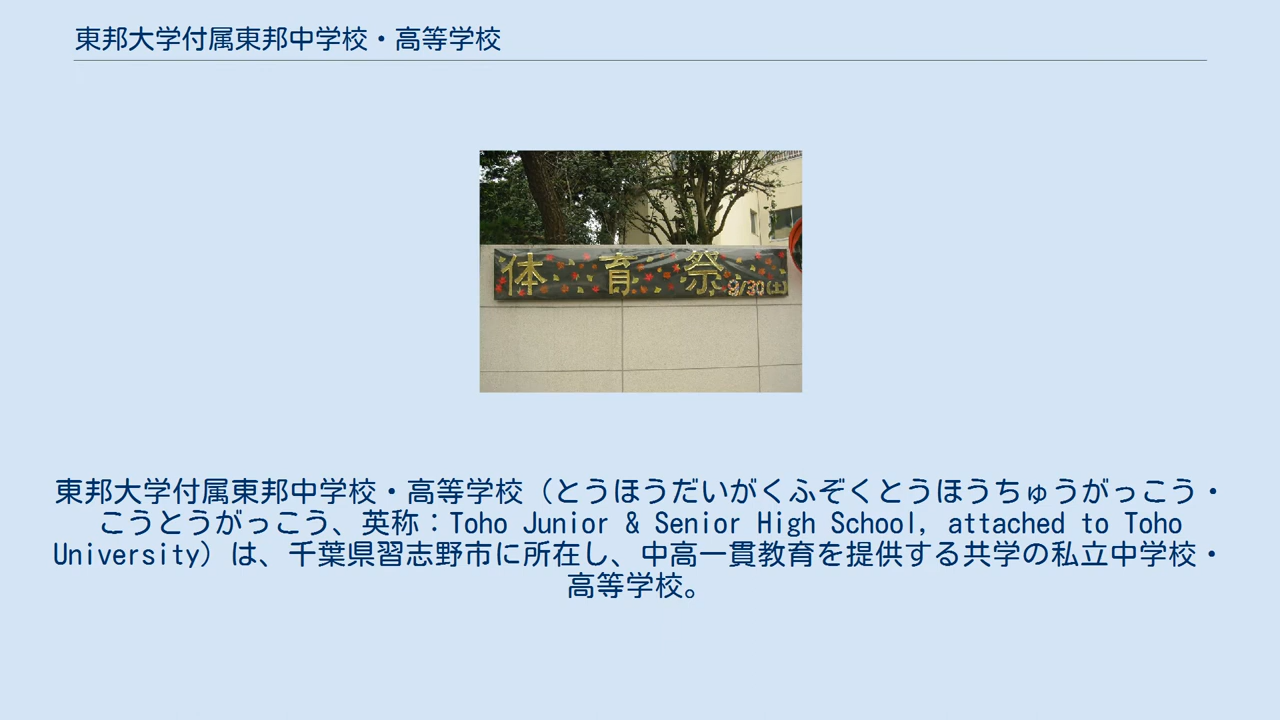 東邦大学付属東邦中学校・高等学校
体育祭
9/30(土)
東邦大学付属東邦中学校・高等学校（とうほうだいがくふぞくとうほうちゅうがっこう・
こうとうがっこう、英称：Toho Junior & Senior High School, attached to Toho
University）は、千葉県習志野市に所在し、中高一貫教育を提供する共学の私立中学校・
高等学校。